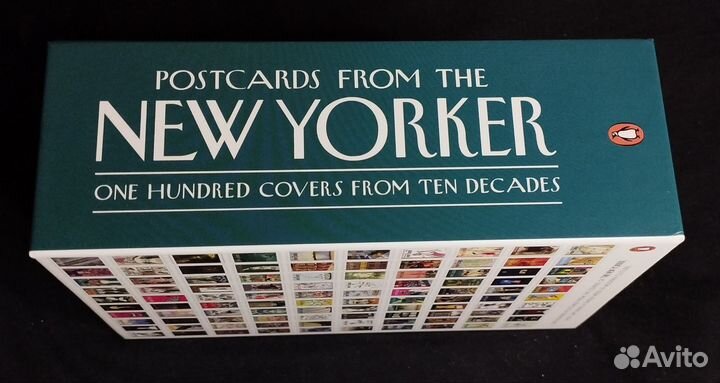 POSTCARDS FROM THE
NEW YORKER
ONE HUNDRED COVERS FROM TEN DECADES
Avito